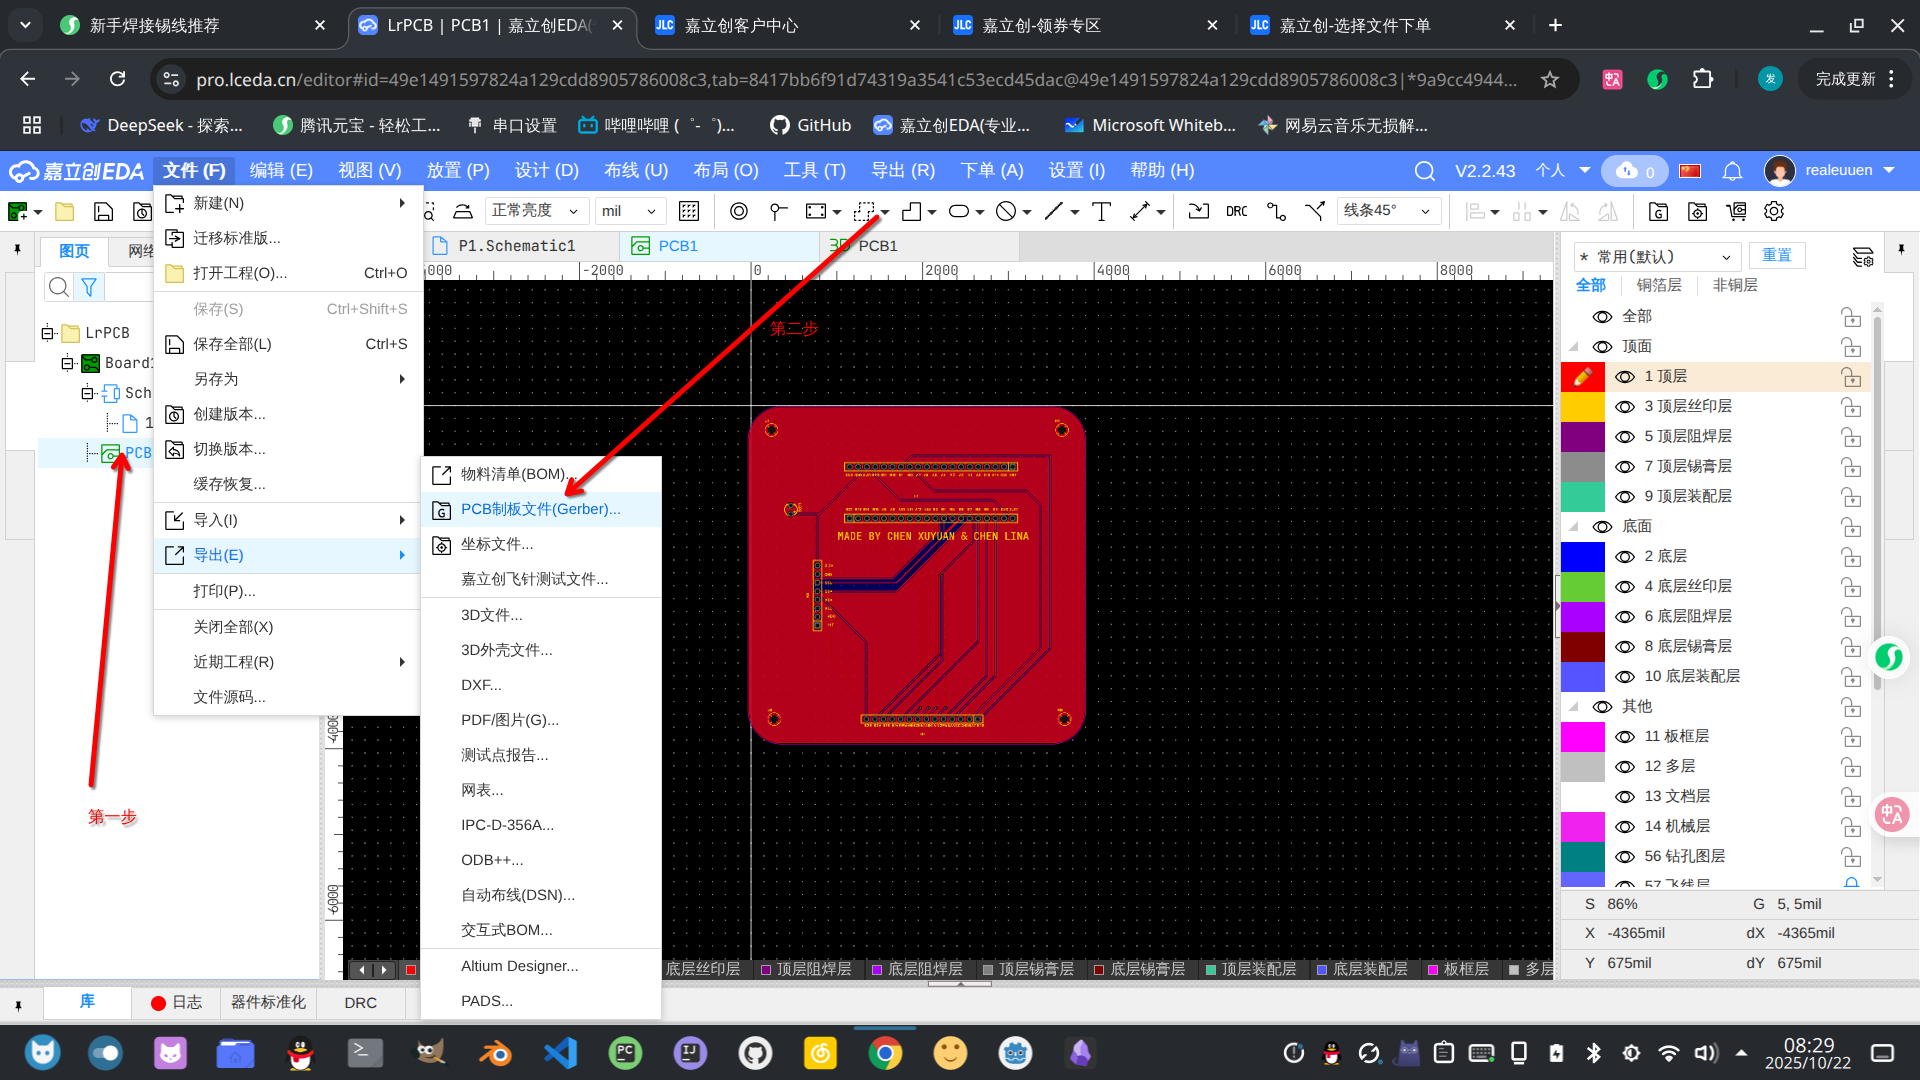 新手焊接锡线推荐
LrPCB | PCB1 | 嘉立创EDA(
嘉立创客户中心
嘉立创-领券专区
嘉立创-选择文件下单
pro.lceda.cn/editor#id=49e1491597824a129cdd8905786008c3,tab=8417bb6f91d74319a3541c53ecd45dac@49e1491597824a129cdd8905786008c3|*9a9cc4944...
发
完成更新
DeepSeek - 探索...
腾讯元宝 - 轻松工...
串口设置
哔哩哔哩 ( ゜- ゜)...
GitHub
嘉立创EDA(专业...
Microsoft Whiteb...
网易云音乐无损解...
嘉立创EDA
文件 (F)
编辑 (E)
视图 (V)
放置 (P)
设计 (D)
布线 (U)
布局 (O)
工具 (T)
导出 (R)
下单 (A)
设置 (I)
帮助 (H)
V2.2.43
个人
0
realeuuen
正常亮度
mil
DRC
线条45°
图页
网络
P1.Schematic1
PCB1
3D PCB1
000
-2000
0
2000
4000
6000
8000
LrPCB
Board1
Sch
1
PCB
新建(N)
迁移标准版...
打开工程(O)... Ctrl+O
保存(S) Ctrl+Shift+S
保存全部(L) Ctrl+S
另存为
创建版本...
切换版本...
缓存恢复...
导入(I)
导出(E)
打印(P)...
关闭全部(X)
近期工程(R)
文件源码...
物料清单(BOM)...
PCB制板文件(Gerber)...
坐标文件...
嘉立创飞针测试文件...
3D文件...
3D外壳文件...
DXF...
PDF/图片(G)...
测试点报告...
网表...
IPC-D-356A...
ODB++...
自动布线(DSN)...
交互式BOM...
Altium Designer...
PADS...
第一步
第二步
MADE BY CHEN XUYUAN & CHEN LINA
常用(默认)
重置
全部
铜箔层
非铜层
全部
顶面
1 顶层
3 顶层丝印层
5 顶层阻焊层
7 顶层锡膏层
9 顶层装配层
底面
2 底层
4 底层丝印层
6 底层阻焊层
8 底层锡膏层
10 底层装配层
其他
11 板框层
12 多层
13 文档层
14 机械层
56 钻孔图层
57 飞线层
S 86% G 5, 5mil
X -4365mil dX -4365mil
Y 675mil dY 675mil
底层丝印层
顶层阻焊层
底层阻焊层
顶层锡膏层
底层锡膏层
顶层装配层
底层装配层
板框层
多层
库
日志
器件标准化
DRC
08:29
2025/10/22